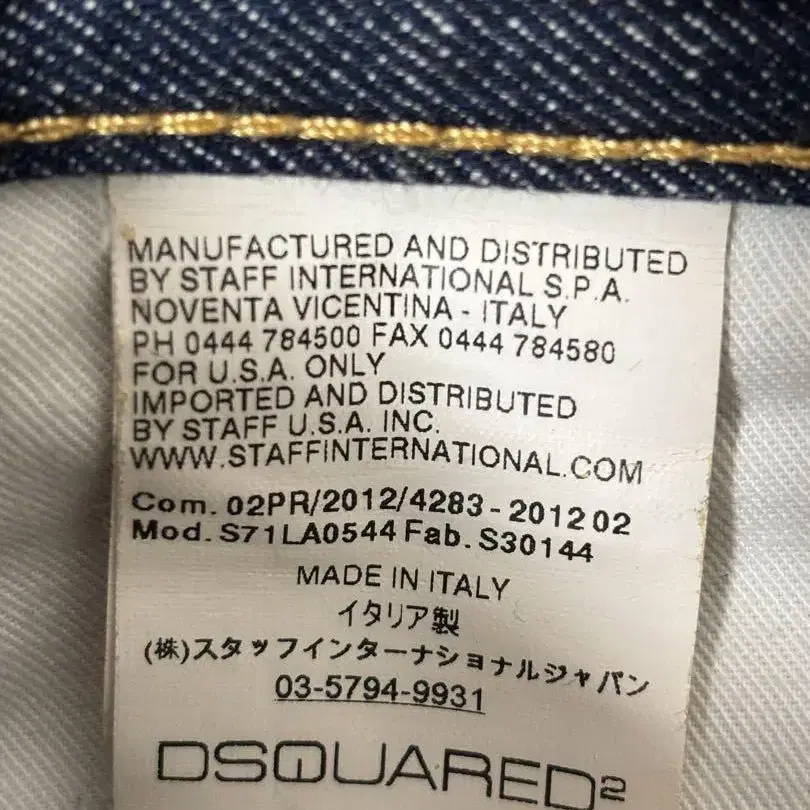 MANUFACTURED AND DISTRIBUTED
BY STAFF INTERNATIONAL S.P.A.
NOVENTA VICENTINA - ITALY
PH 0444 784500 FAX 0444 784580
FOR U.S.A. ONLY
IMPORTED AND DISTRIBUTED
BY STAFF U.S.A. INC.
WWW.STAFFINTERNATIONAL.COM
Com. 02PR/2012/4283 - 2012 02
Mod. S71LA0544 Fab. S30144
MADE IN ITALY
イタリア製
(株)スタッフインターナショナルジャパン
03-5794-9931
DSQUARED²